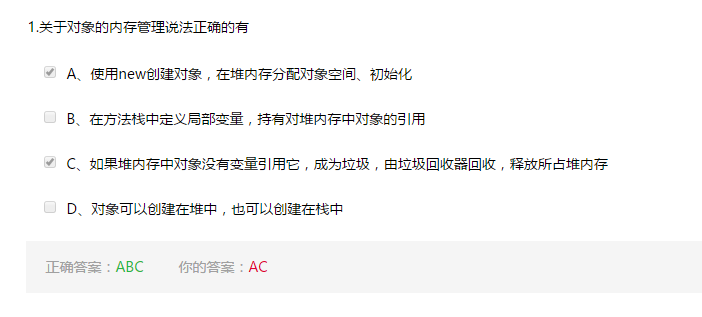 1.关于对象的内存管理说法正确的有
A、使用new创建对象，在堆内存分配对象空间、初始化
B、在方法栈中定义局部变量，持有对堆内存中对象的引用
C、如果堆内存中对象没有变量引用它，成为垃圾，由垃圾回收器回收，释放所占堆内存
D、对象可以创建在堆中，也可以创建在栈中
正确答案：ABC 你的答案：AC